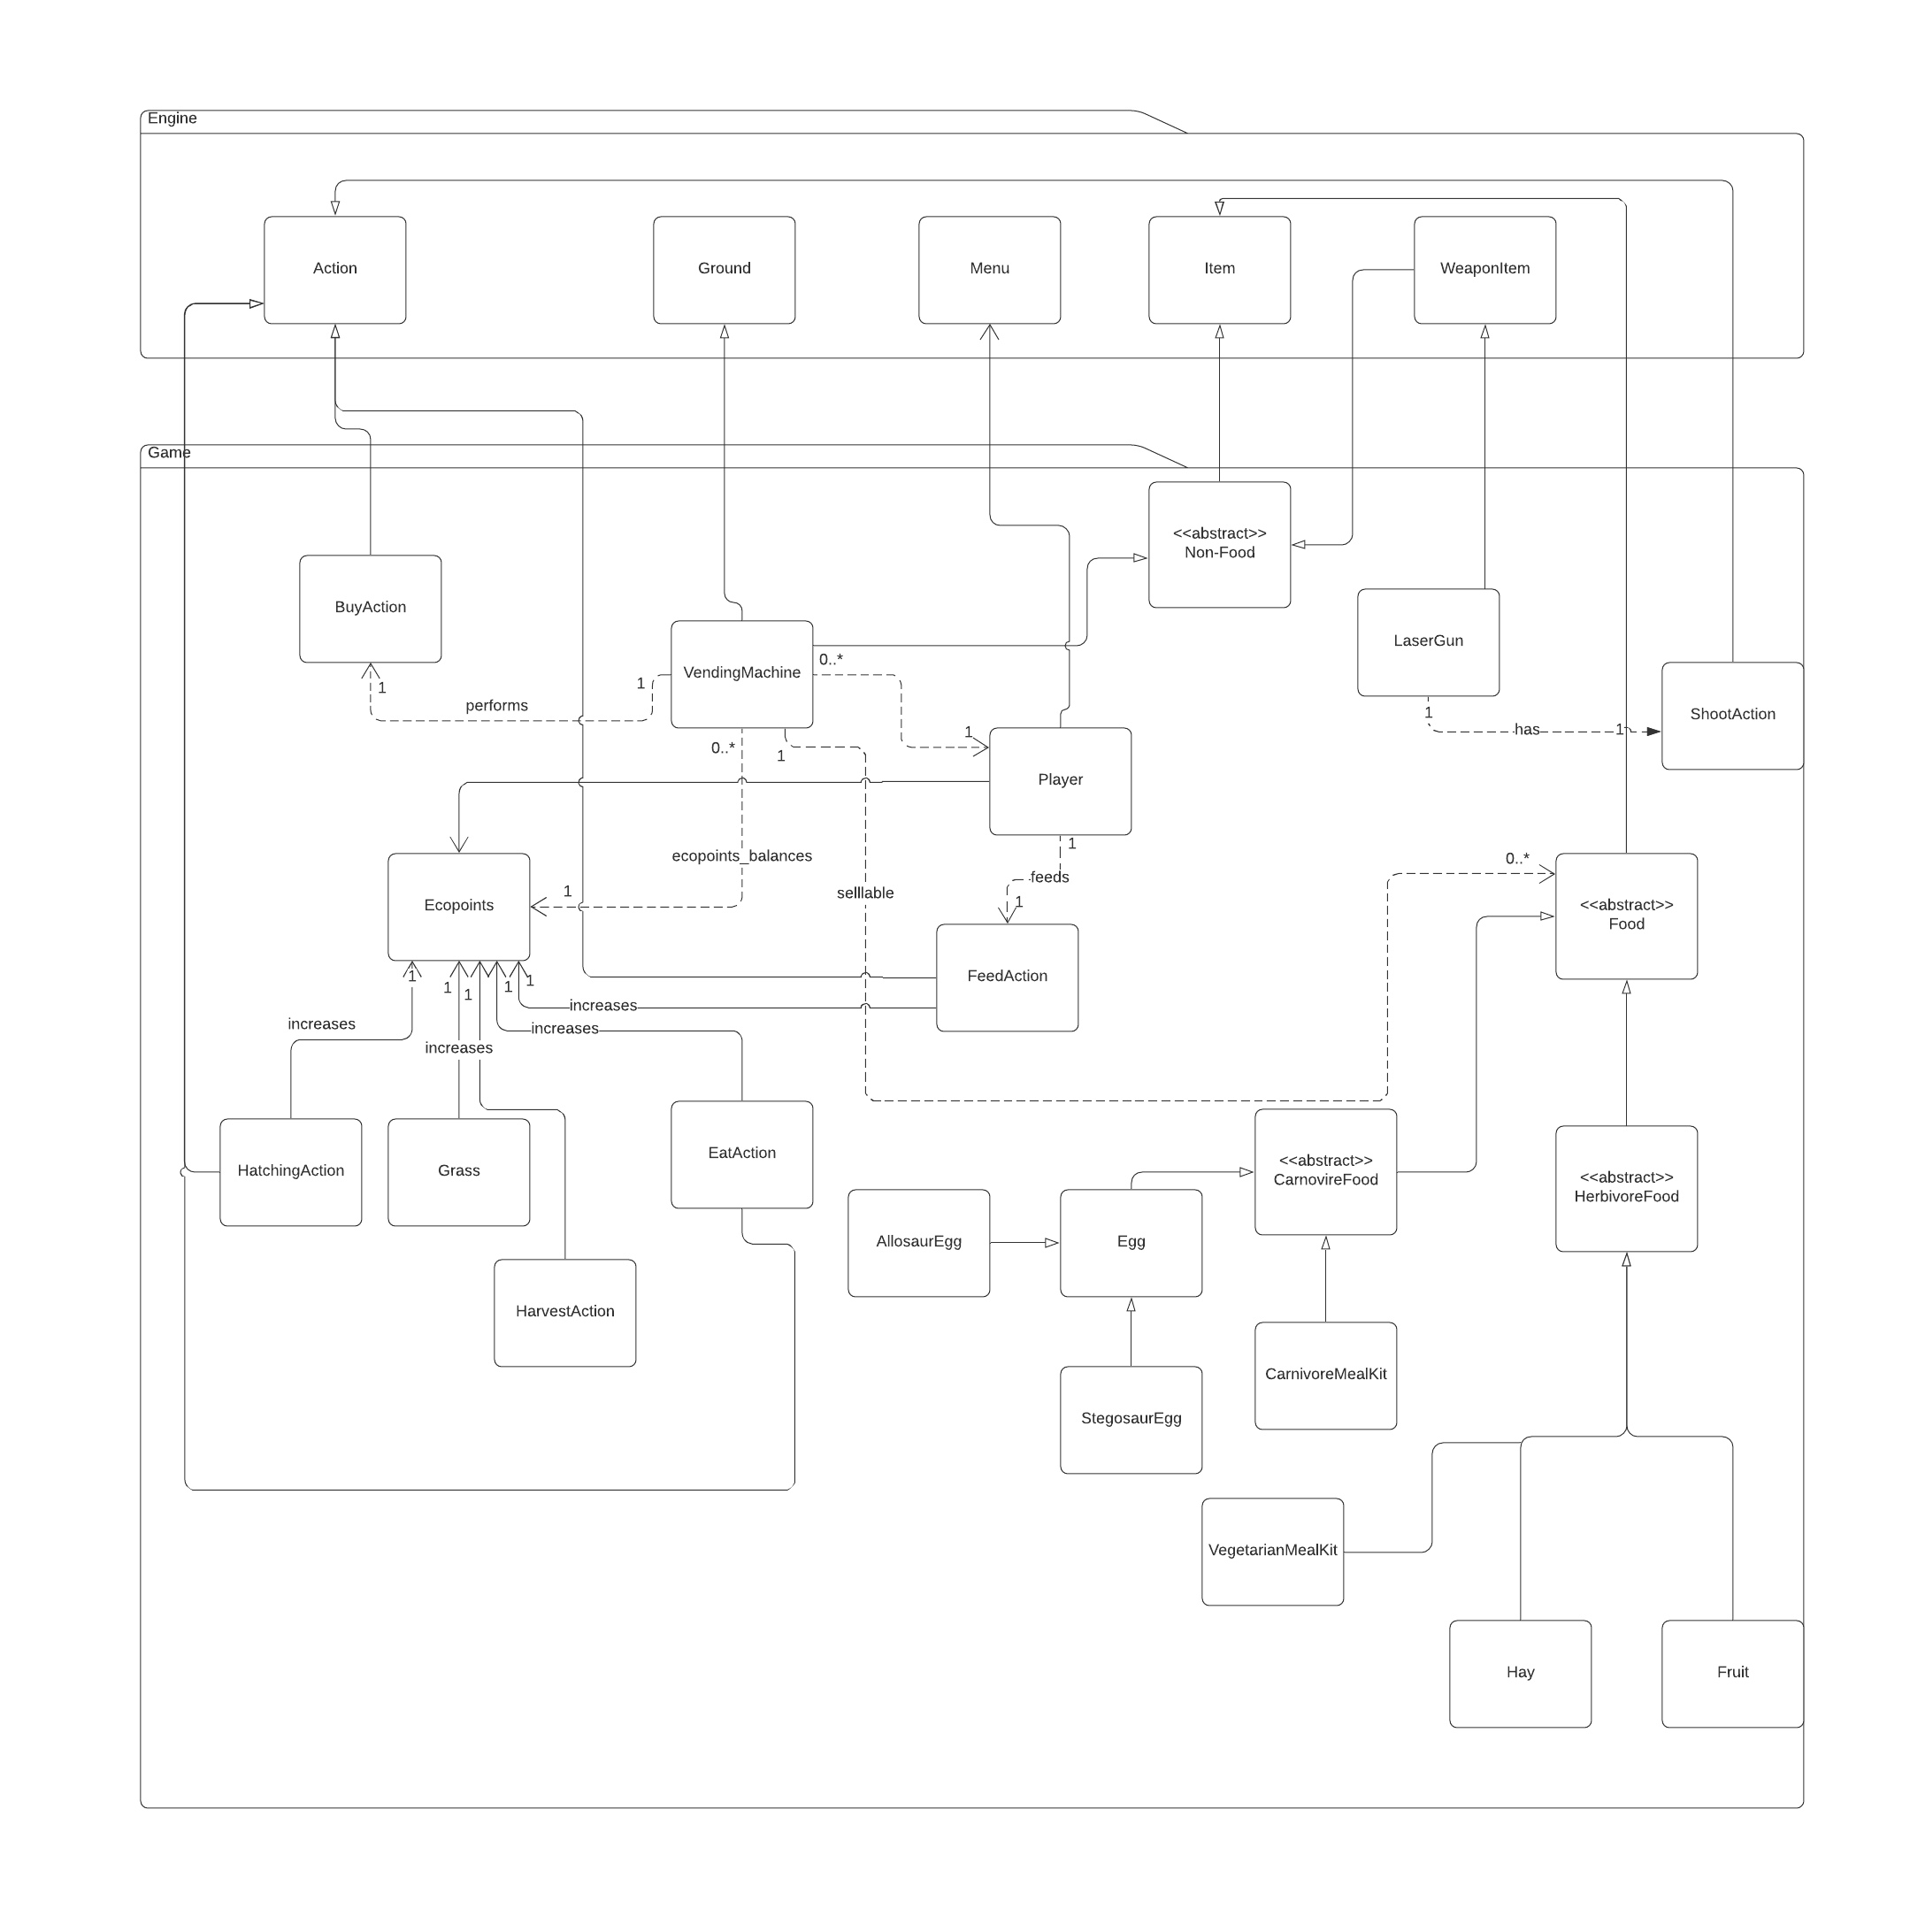 Engine
Action
Ground
Menu
Item
WeaponItem
Game
<<abstract>>
Non-Food
BuyAction
LaserGun
VendingMachine
0..*
1
1
performs
ShootAction
1
has
1
1
0..*
1
Player
ecopoints_balances
1
feeds
1
0..*
selllable
1
Ecopoints
<<abstract>>
Food
FeedAction
1
1
1
1
1
increases
increases
increases
increases
HatchingAction
Grass
EatAction
<<abstract>>
CarnovireFood
<<abstract>>
HerbivoreFood
AllosaurEgg
Egg
HarvestAction
CarnivoreMealKit
StegosaurEgg
VegetarianMealKit
Hay
Fruit